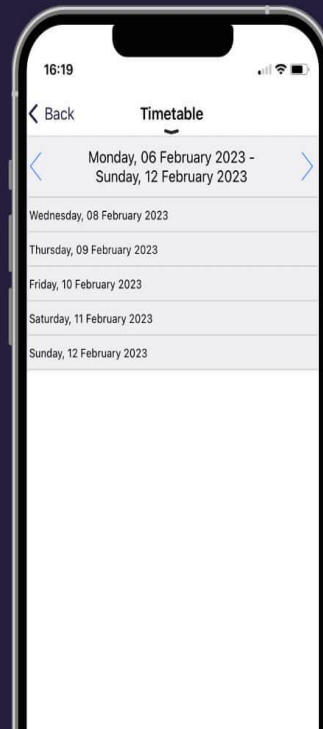 16:19
Back
Timetable
Monday, 06 February 2023 -
Sunday, 12 February 2023
Wednesday, 08 February 2023
Thursday, 09 February 2023
Friday, 10 February 2023
Saturday, 11 February 2023
Sunday, 12 February 2023